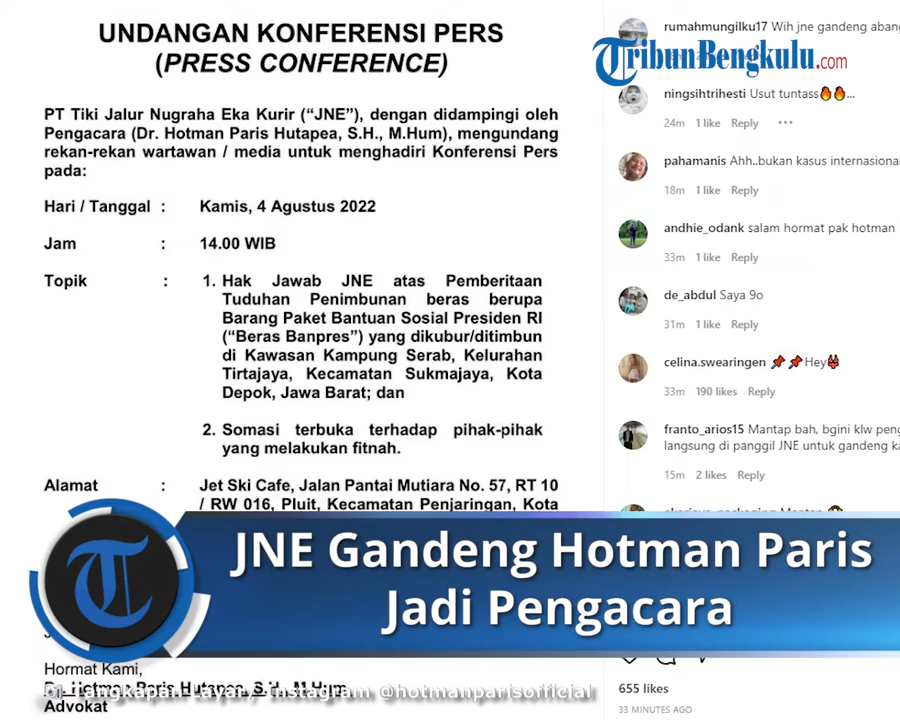 UNDANGAN KONFERENSI PERS
(PRESS CONFERENCE)
PT Tiki Jalur Nugraha Eka Kurir (“JNE”), dengan didampingi oleh
Pengacara (Dr. Hotman Paris Hutapea, S.H., M.Hum), mengundang
rekan-rekan wartawan / media untuk menghadiri Konferensi Pers
pada:
Hari / Tanggal : Kamis, 4 Agustus 2022
Jam : 14.00 WIB
Topik : 1. Hak Jawab JNE atas Pemberitaan
Tuduhan Penimbunan beras berupa
Barang Paket Bantuan Sosial Presiden RI
(“Beras Banpres”) yang dikubur/ditimbun
di Kawasan Kampung Serab, Kelurahan
Tirtajaya, Kecamatan Sukmajaya, Kota
Depok, Jawa Barat; dan
2. Somasi terbuka terhadap pihak-pihak
yang melakukan fitnah.
Alamat : Jet Ski Cafe, Jalan Pantai Mutiara No. 57, RT 10
/ RW 016, Pluit, Kecamatan Penjaringan, Kota
Hormat Kami,
Dr. Hotman Paris Hutapea, S.H., M.Hum
Advokat
Tangkapan Layar/ Instagram @hotmanparisofficial
rumahmungilku17 Wih jne gandeng abang
TribunBengkulu.com
ningsihtrihesti Usut tuntass🔥🔥...
24m 1 like Reply ...
pahamanis Ahh..bukan kasus internasional
18m 1 like Reply
andhie_odank salam hormat pak hotman
33m 1 like Reply
de_abdul Saya 9o
31m 1 like Reply
celina.swearingen 📌📌Hey👯
33m 190 likes Reply
franto_arios15 Mantap bah, bgini klw peng
langsung di panggil JNE untuk gandeng ka
15m 2 likes Reply
JNE Gandeng Hotman Paris
Jadi Pengacara
655 likes
33 MINUTES AGO